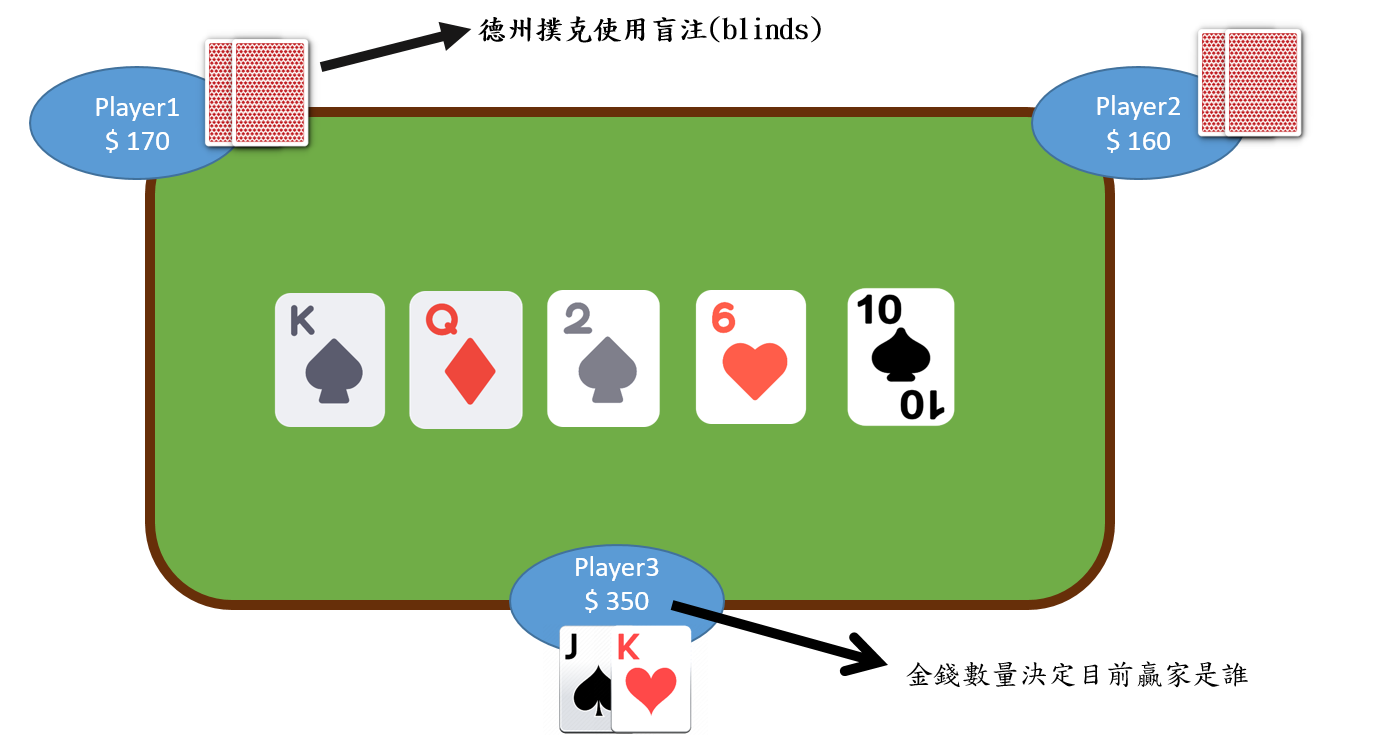 德州撲克使用盲注(blinds)
Player1
$ 170
Player2
$ 160
K
Q
2
6
10
10
Player3
$ 350
J
K
金錢數量決定目前贏家是誰